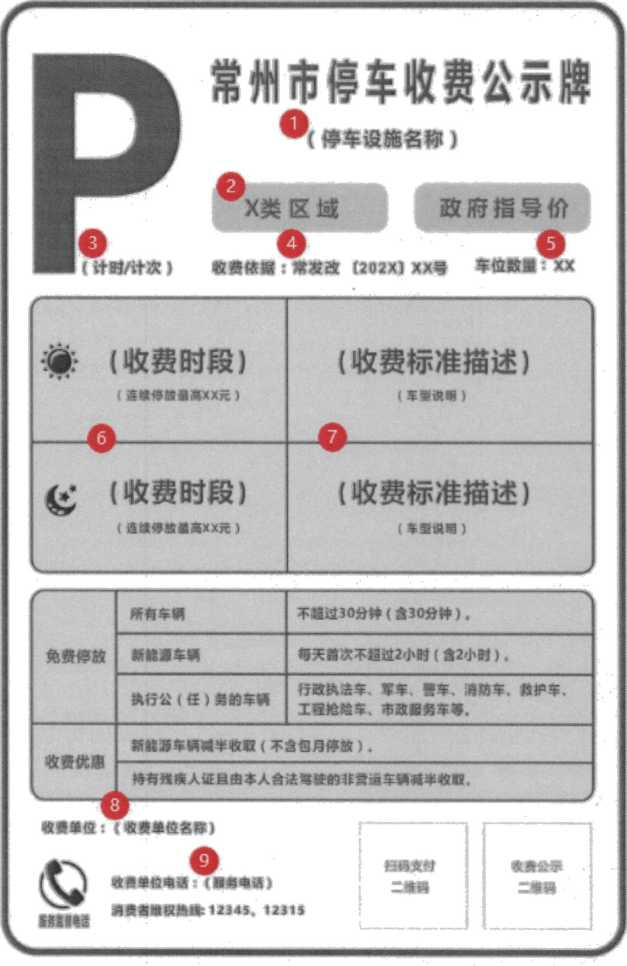 P
常州市停车收费公示牌
1
(停车设施名称)
2
X类区域
政府指导价
3
(计时/计次)
4
收费依据：常发改〔202X〕XX号
5
车位数量：XX
(收费时段)
(连续停放最高XX元)
(收费标准描述)
(车型说明)
6
7
(收费时段)
(连续停放最高XX元)
(收费标准描述)
(车型说明)
免费停放
所有车辆
不超过30分钟（含30分钟）。
新能源车辆
每天首次不超过2小时（含2小时）。
执行公（任）务的车辆
行政执法车、军车、警车、消防车、救护车、
工程抢险车、市政服务车等。
收费优惠
新能源车辆减半收取（不含包月停放）。
持有残疾人证且由本人合法驾驶的非营运车辆减半收取。
8
收费单位：(收费单位名称)
9
收费单位电话：(服务电话)
消费者维权热线:12345、12315
服务监督电话
扫码支付
二维码
收费公示
二维码